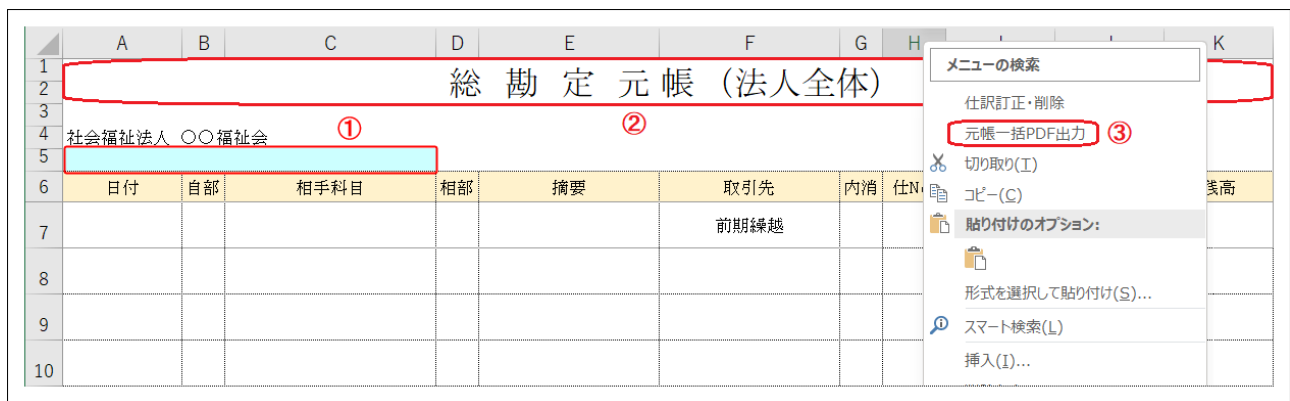 A B C D E F G H K
1
2 総勘定元帳（法人全体）
3
4 社会福祉法人 〇〇福祉会 ① ②
5
6 日付 自部 相手科目 相部 摘要 取引先 内消 仕N 残高
7 前期繰越
8
9
10
メニューの検索
仕訳訂正・削除
元帳一括PDF出力 ③
切り取り(T)
コピー(C)
貼り付けのオプション:
形式を選択して貼り付け(S)...
スマート検索(L)
挿入(I)...